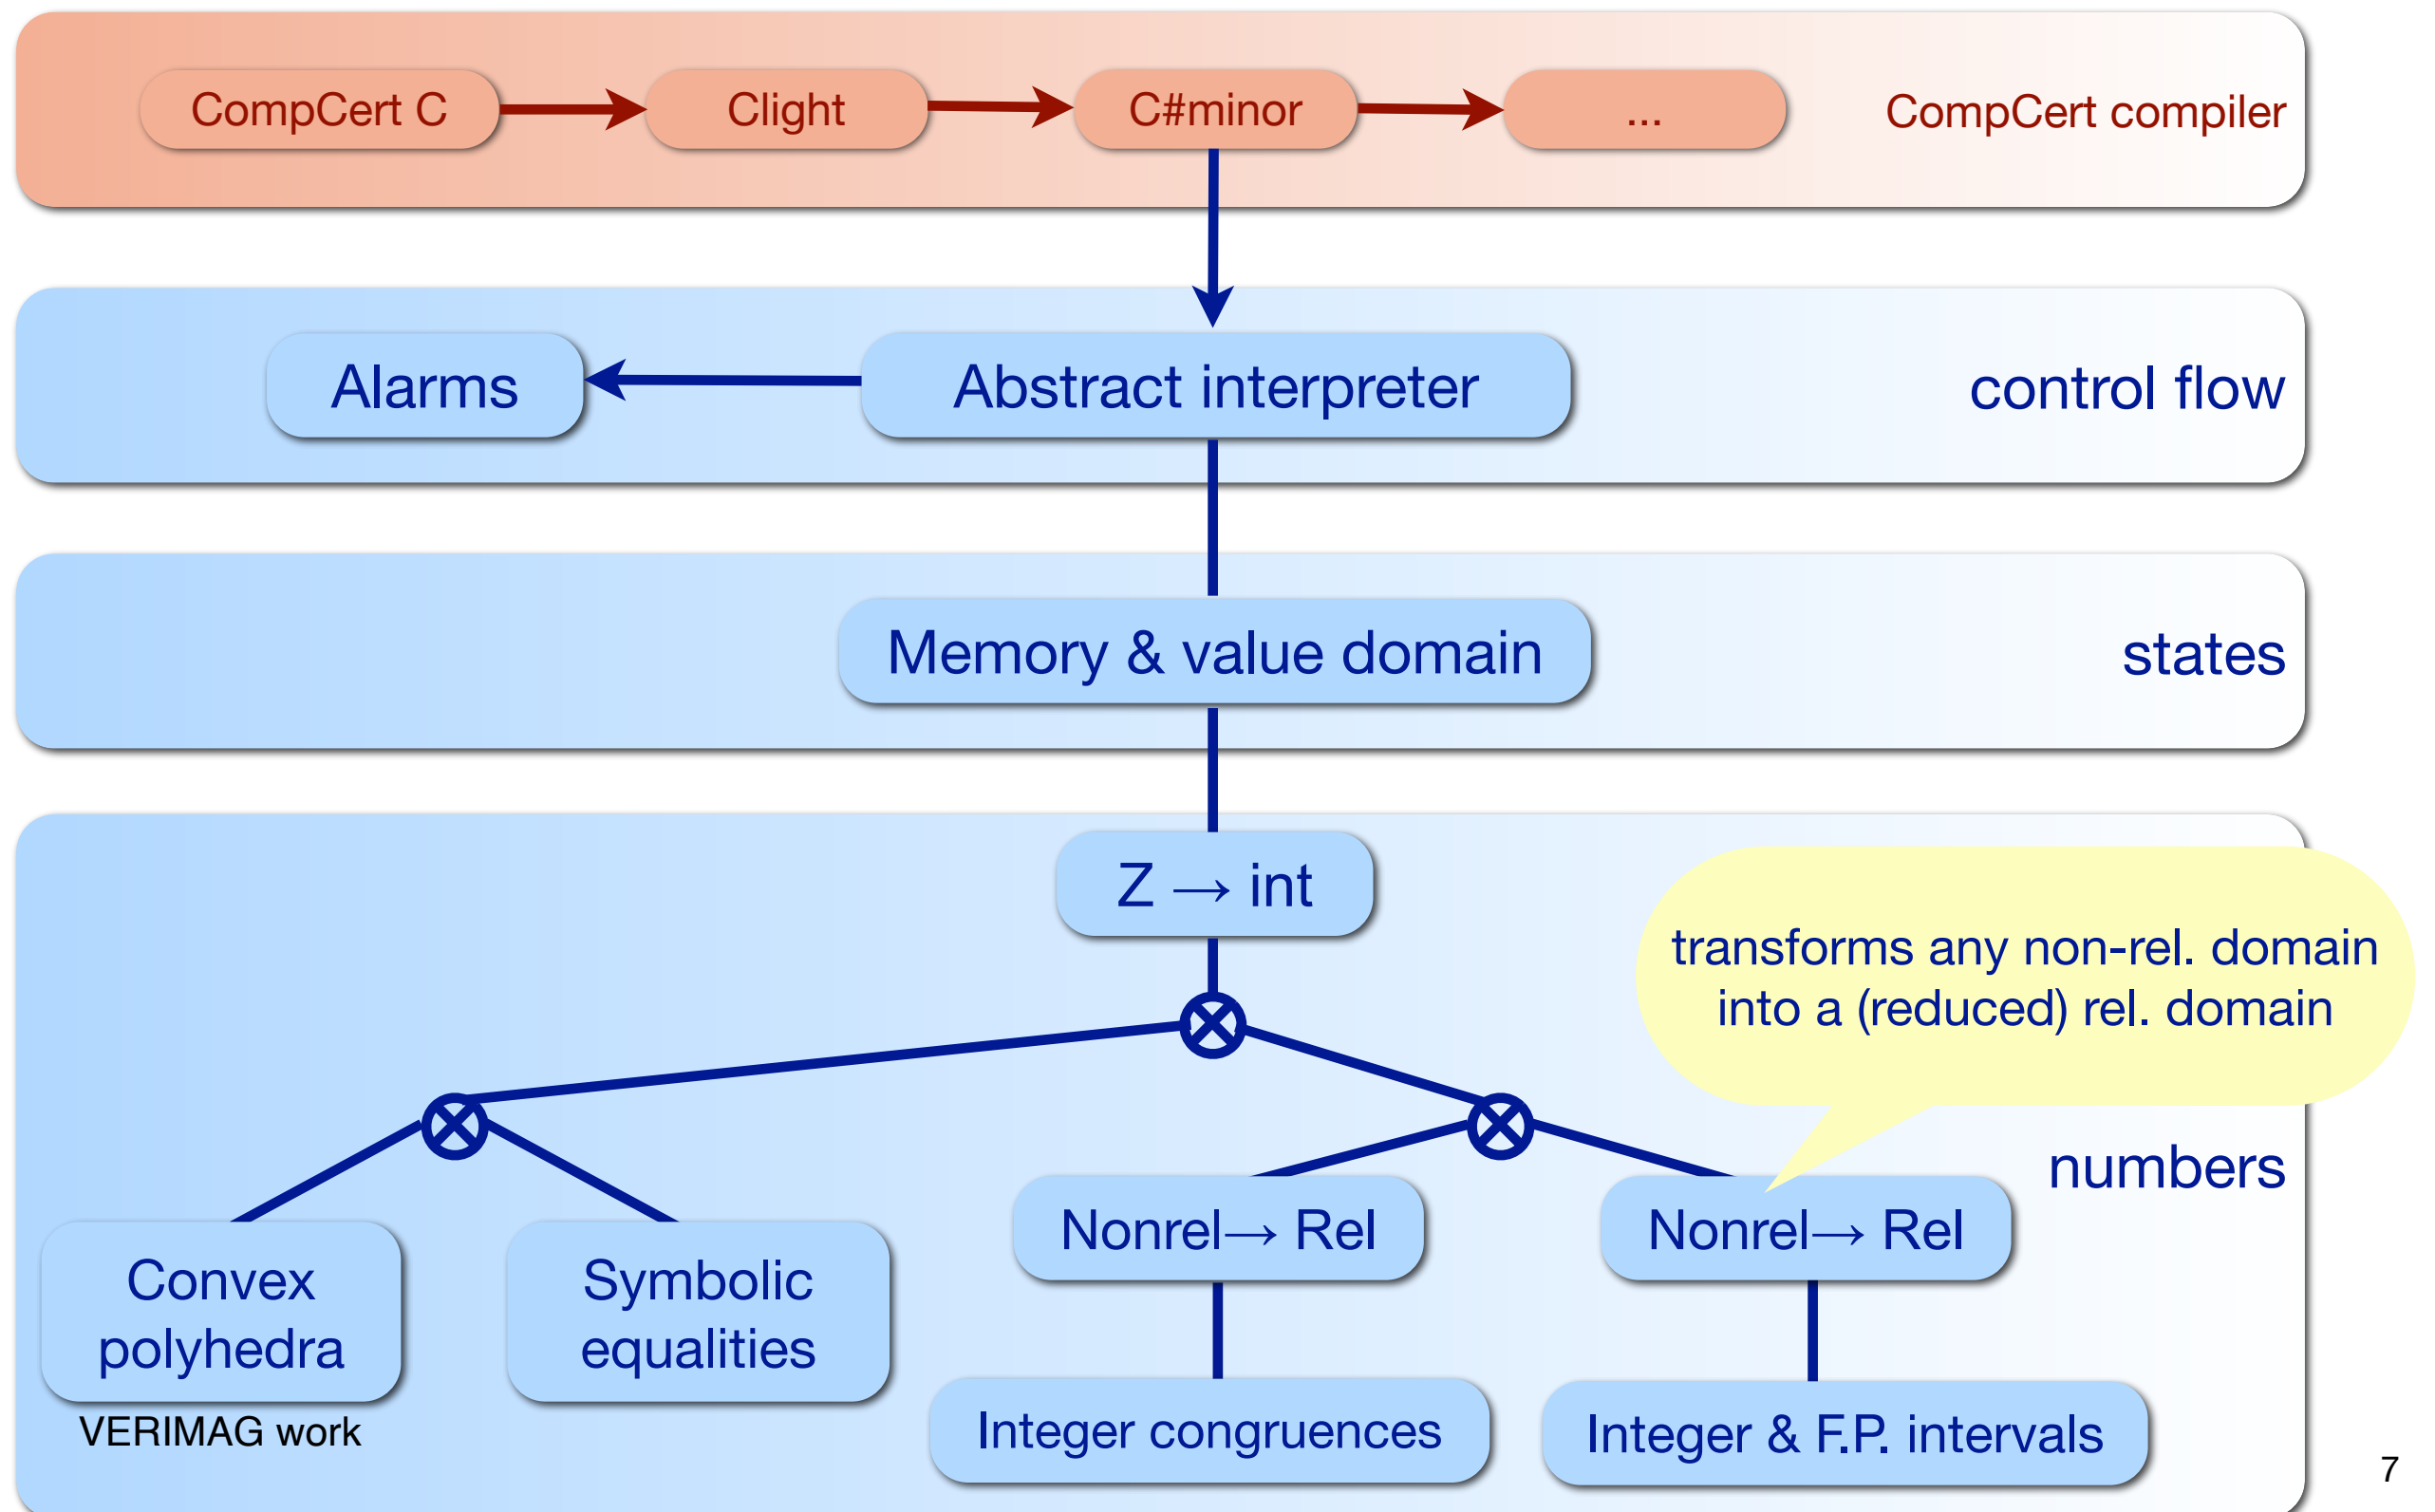 CompCert C
Clight
C#minor
...
CompCert compiler
Alarms
Abstract interpreter
control flow
Memory & value domain
states
Z → int
transforms any non-rel. domain
into a (reduced) rel. domain
numbers
Nonrel→ Rel
Nonrel→ Rel
Convex
polyhedra
Symbolic
equalities
VERIMAG work
Integer congruences
Integer & F.P. intervals
7